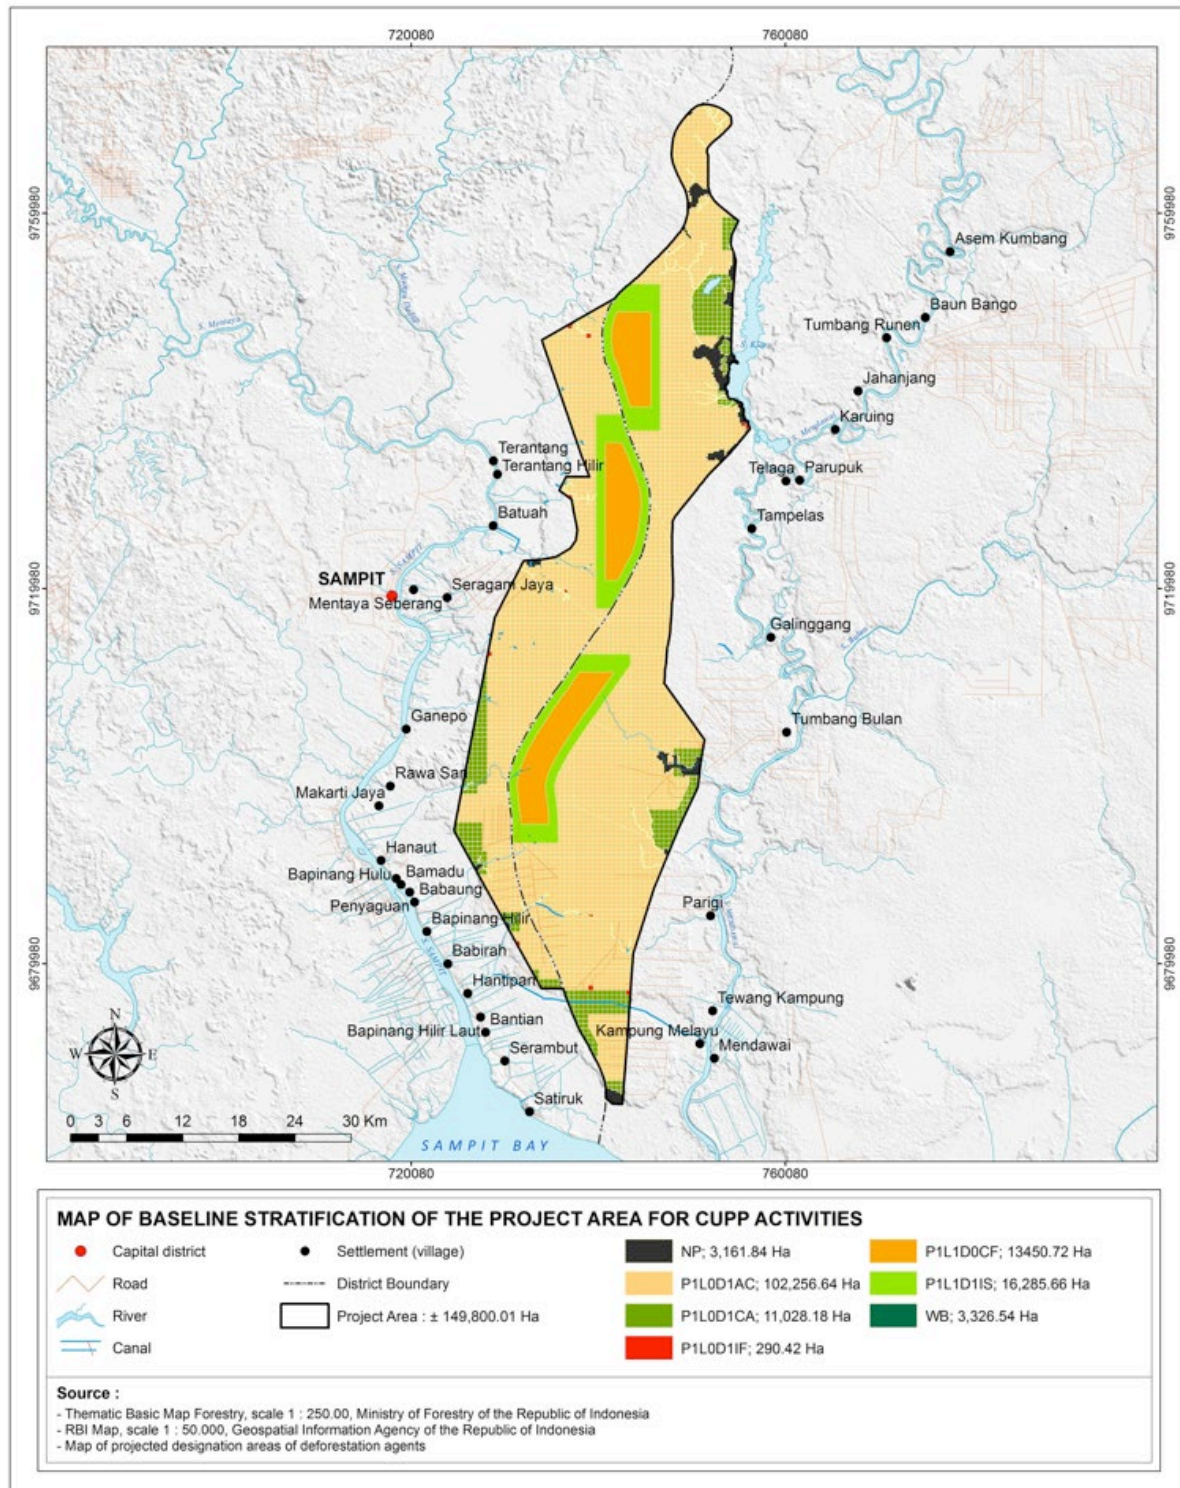 720080
760080
9759980
9759980
Asem Kumbang
Baun Bango
Tumbang Runen
S. Mentaya
Jahanjang
Karuing
Terantang
Terantang Hilir
Telaga
Parupuk
Batuah
Tampelas
S. SAMPIT
SAMPIT
Seragam Jaya
Mentaya Seberang
9719980
9719980
Galinggang
Ganepo
Tumbang Bulan
Rawa Sari
Makarti Jaya
Hanaut
Bapinang Hulu
Bamadu
Babaung
Penyaguan
Parigi
Bapinang Hilir
S. SAMPIT
Babirah
9679980
9679980
Hantipan
Tewang Kampung
Bantian
Kampung Melayu
Bapinang Hilir Laut
Mendawai
Serambut
N
W
E
S
Satiruk
0 3 6 12 18 24 30 Km
SAMPIT BAY
720080
760080
MAP OF BASELINE STRATIFICATION OF THE PROJECT AREA FOR CUPP ACTIVITIES
Capital district
Settlement (village)
NP; 3,161.84 Ha
P1L1D0CF; 13450.72 Ha
Road
District Boundary
P1L0D1AC; 102,256.64 Ha
P1L1D1IS; 16,285.66 Ha
River
Project Area : ± 149,800.01 Ha
P1L0D1CA; 11,028.18 Ha
WB; 3,326.54 Ha
Canal
P1L0D1IF; 290.42 Ha
Source :
- Thematic Basic Map Forestry, scale 1 : 250.00, Ministry of Forestry of the Republic of Indonesia
- RBI Map, scale 1 : 50.000, Geospatial Information Agency of the Republic of Indonesia
- Map of projected designation areas of deforestation agents